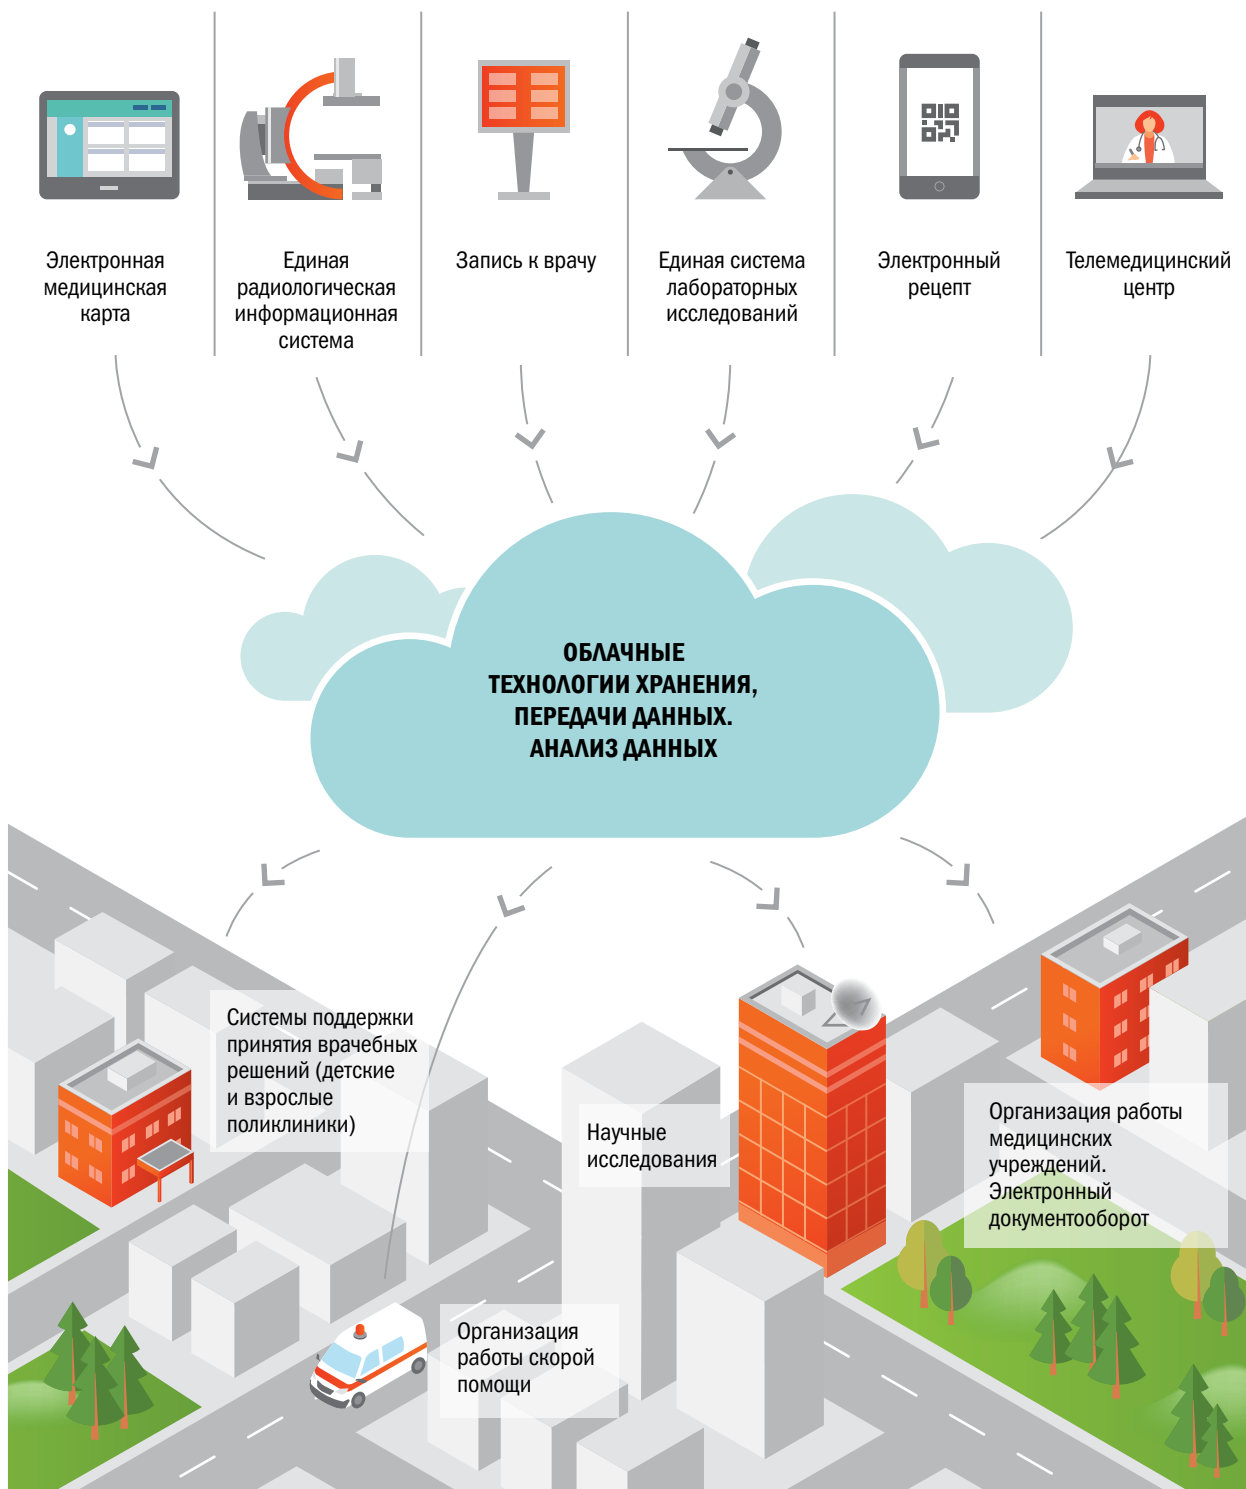 Электронная
медицинская
карта
Единая
радиологическая
информационная
система
Запись к врачу
Единая система
лабораторных
исследований
Электронный
рецепт
Телемедицинский
центр
ОБЛАЧНЫЕ
ТЕХНОЛОГИИ ХРАНЕНИЯ,
ПЕРЕДАЧИ ДАННЫХ.
АНАЛИЗ ДАННЫХ
Системы поддержки
принятия врачебных
решений (детские
и взрослые
поликлиники)
Научные
исследования
Организация работы
медицинских
учреждений.
Электронный
документооборот
Организация
работы скорой
помощи